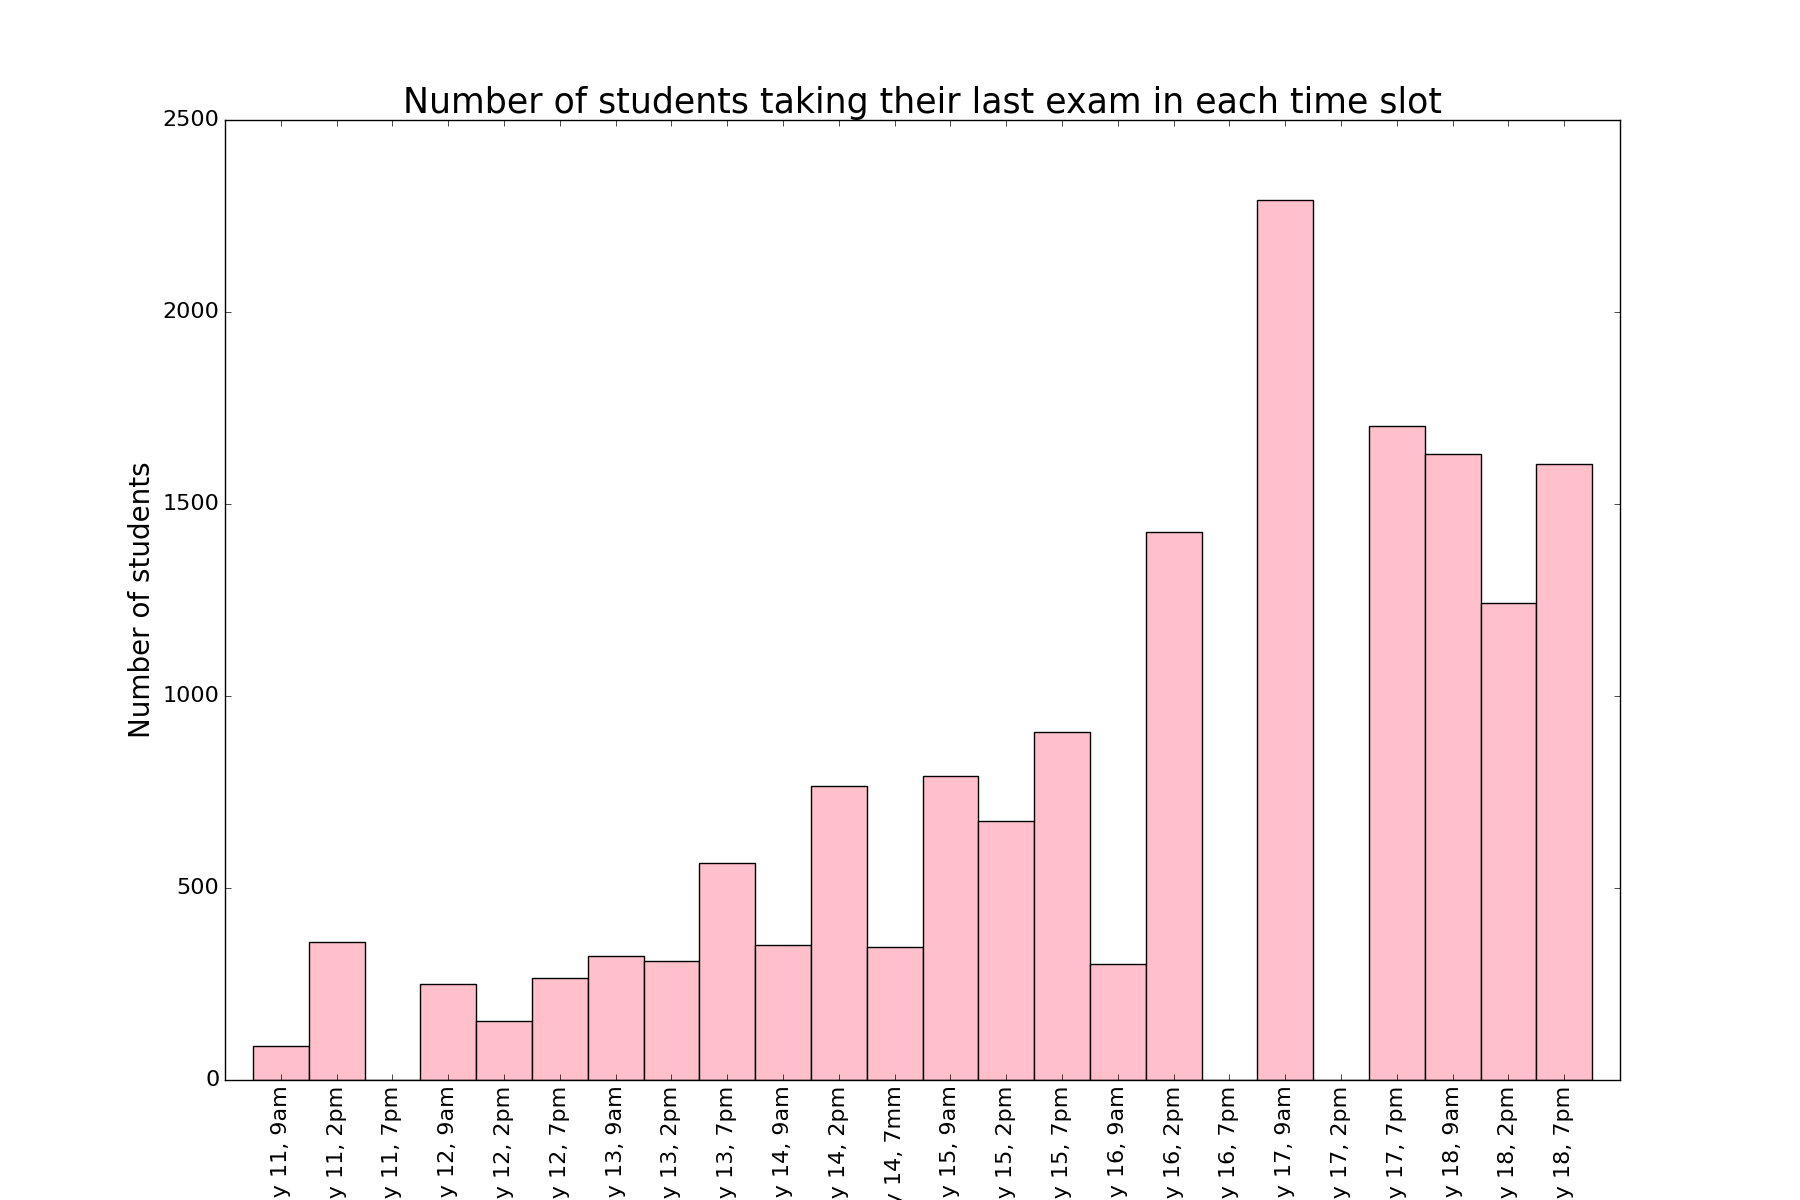 Number of students taking their last exam in each time slot
Number of students
2500
2000
1500
1000
500
0
y 11, 9am
y 11, 2pm
y 11, 7pm
y 12, 9am
y 12, 2pm
y 12, 7pm
y 13, 9am
y 13, 2pm
y 13, 7pm
y 14, 9am
y 14, 2pm
y 14, 7mm
y 15, 9am
y 15, 2pm
y 15, 7pm
y 16, 9am
y 16, 2pm
y 16, 7pm
y 17, 9am
y 17, 2pm
y 17, 7pm
y 18, 9am
y 18, 2pm
y 18, 7pm